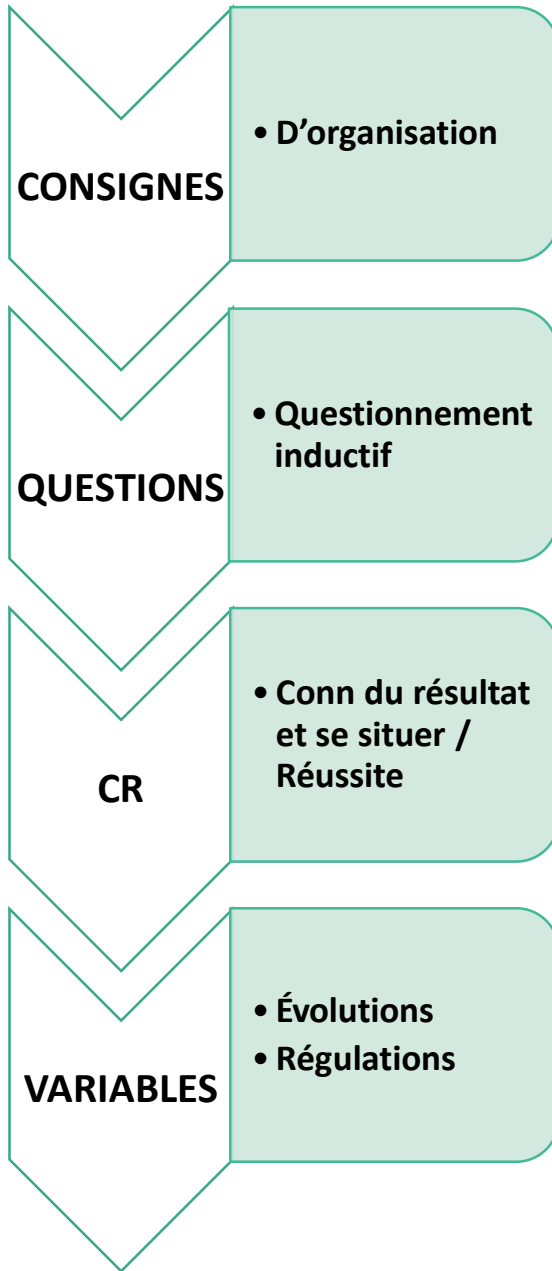 CONSIGNES
• D’organisation
QUESTIONS
• Questionnement
inductif
CR
• Conn du résultat
et se situer /
Réussite
VARIABLES
• Évolutions
• Régulations